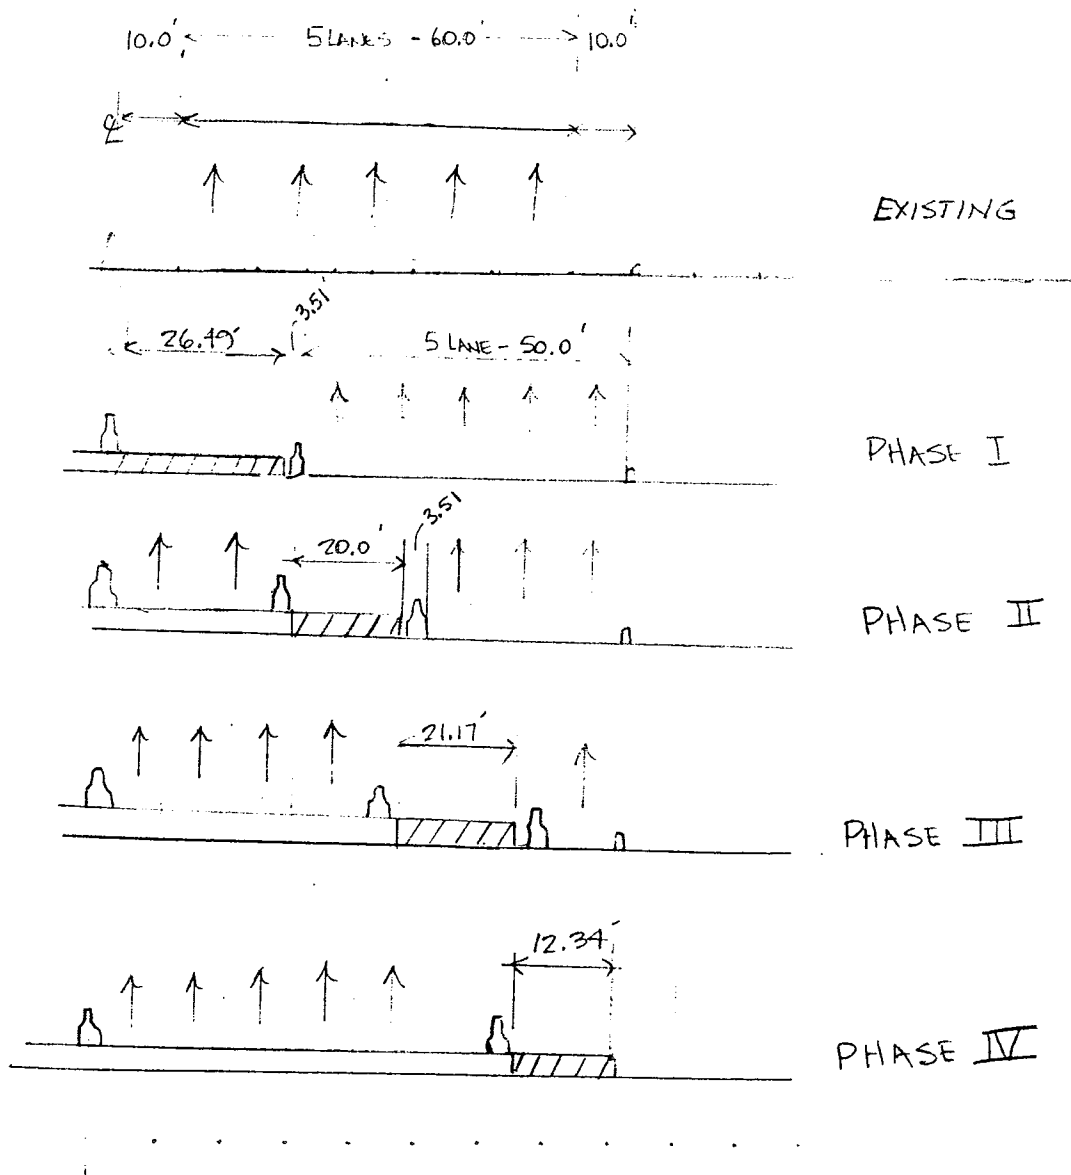 10.0' 5 LANES - 60.0' 10.0'
℄
EXISTING
3.51'
26.49' 5 LANE - 50.0'
PHASE I
3.51
20.0'
PHASE II
21.17'
PHASE III
12.34'
PHASE IV